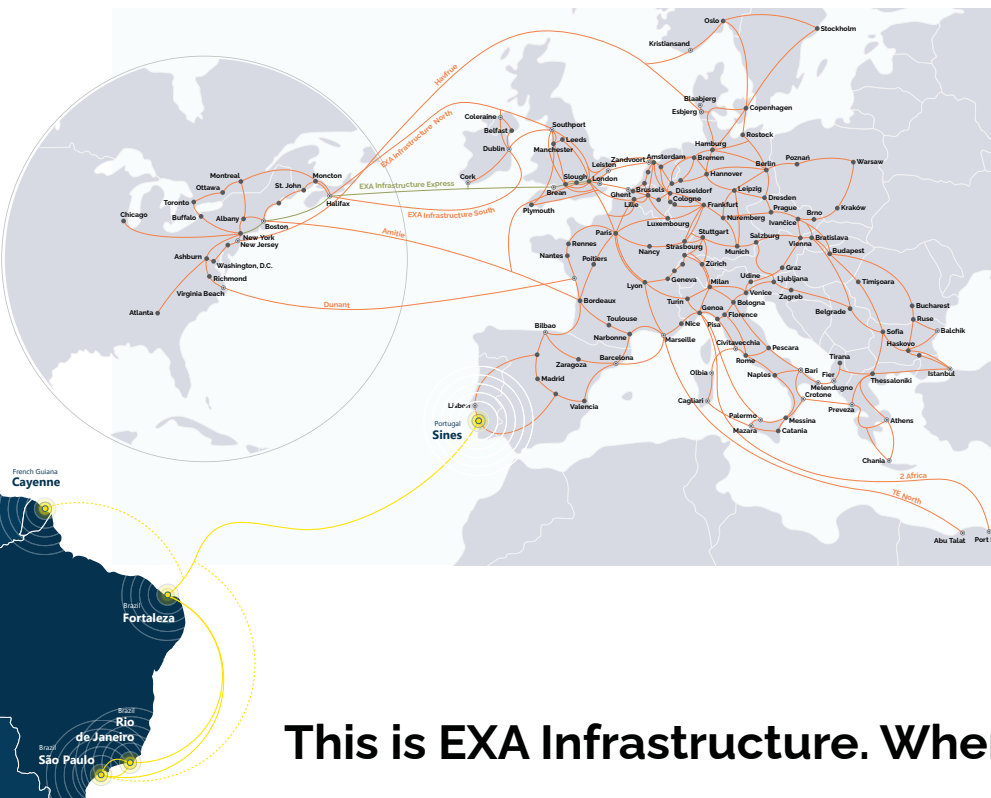 Oslo
Stockholm
Kristiansand
Havfrue
Blaabjerg
Esbjerg
Copenhagen
Rostock
Coleraine
Belfast
Dublin
Cork
EXA Infrastructure North
Southport
Leeds
Manchester
Leiston
Slough
London
Brean
Plymouth
Zandvoort
Amsterdam
Hamburg
Bremen
Hannover
Berlin
Poznań
Warsaw
Ghent
Brussels
Lille
Düsseldorf
Cologne
Luxembourg
Frankfurt
Leipzig
Dresden
Prague
Nuremberg
Ivančice
Brno
Kraków
Montreal
Ottawa
Toronto
Buffalo
Chicago
St. John
Moncton
Halifax
Albany
Boston
New York
New Jersey
Ashburn
Washington, D.C.
Richmond
Virginia Beach
Atlanta
EXA Infrastructure Express
EXA Infrastructure South
Amitie
Dunant
Paris
Rennes
Nantes
Poitiers
Nancy
Strasbourg
Stuttgart
Munich
Salzburg
Vienna
Bratislava
Budapest
Zürich
Geneva
Lyon
Milan
Udine
Graz
Ljubljana
Zagreb
Venice
Turin
Genoa
Bologna
Timișoara
Belgrade
Bucharest
Ruse
Balchik
Sofia
Haskovo
Istanbul
Bordeaux
Toulouse
Narbonne
Nice
Pisa
Florence
Marseille
Bilbao
Zaragoza
Barcelona
Madrid
Valencia
Civitavecchia
Rome
Pescara
Olbia
Cagliari
Naples
Bari
Tirana
Fier
Melendugno
Crotone
Thessaloniki
Preveza
Athens
Chania
Palermo
Mazara
Messina
Catania
2 Africa
TE North
Abu Talat
Port
Lisbon
Portugal
Sines
French Guiana
Cayenne
Brazil
Fortaleza
Brazil
Rio
de Janeiro
Brazil
São Paulo
This is EXA Infrastructure. Whe